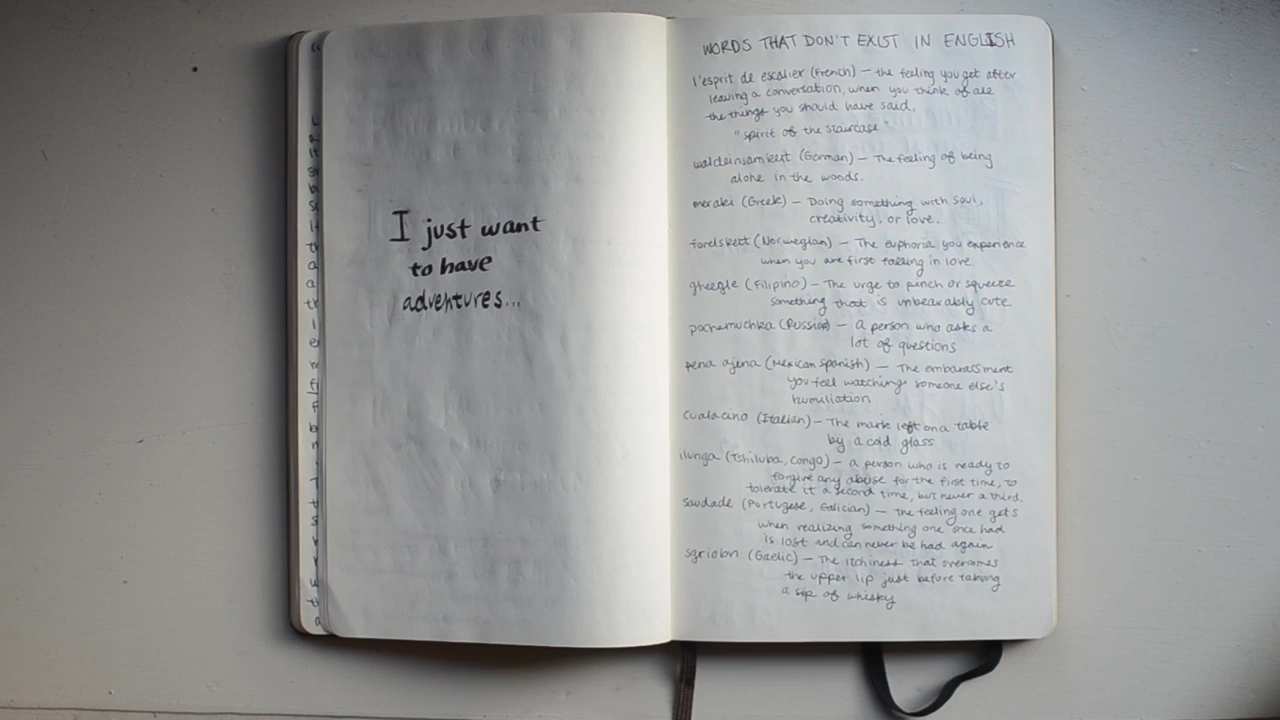 I just want
to have
adventures...
WORDS THAT DON'T EXIST IN ENGLISH
l'esprit de escalier (French) – the feeling you get after
leaving a conversation, when you think of all
the things you should have said.
"spirit of the staircase"
waldeinsamkeit (German) – The feeling of being
alone in the woods.
meraki (Greek) – Doing something with soul,
creativity, or love.
forelskett (Norwegian) – The euphoria you experience
when you are first falling in love.
gheegle (Filipino) – The urge to pinch or squeeze
something that is unbearably cute
pochemuchka (Russian) – a person who asks a
lot of questions
pena ajena (Mexican Spanish) – The embarassment
you feel watching someone else's
humiliation
cualacino (Italian) – The mark left on a table
by a cold glass
ilunga (Tshiluba, Congo) – a person who is ready to
forgive any abuse for the first time, to
tolerate it a second time, but never a third.
saudade (Portugese, Galician) – the feeling one gets
when realizing something one once had
is lost and can never be had again
sgriobn (Gaelic) – The itchiness that overcomes
the upper lip just before taking
a sip of whisky